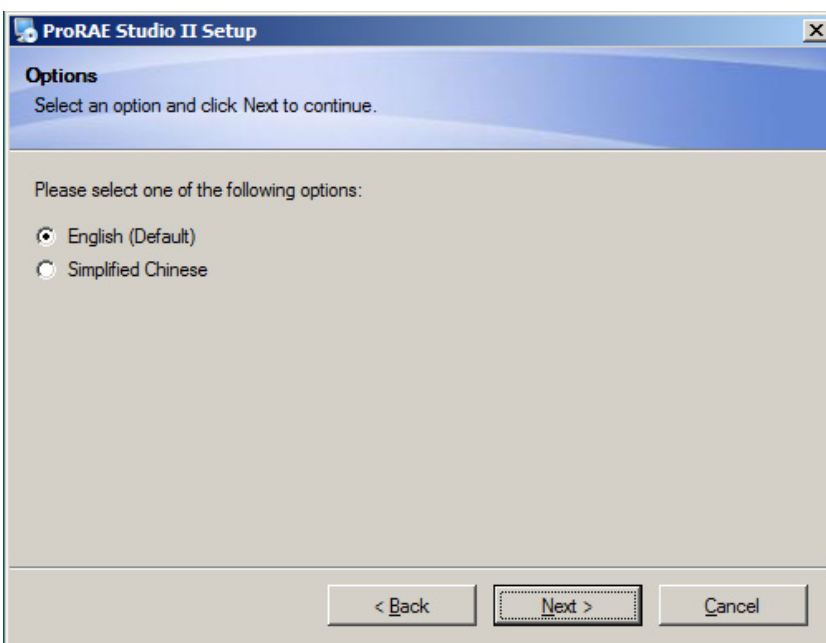 ProRAE Studio II Setup
Options
Select an option and click Next to continue.
Please select one of the following options:
English (Default)
Simplified Chinese
< Back
Next >
Cancel